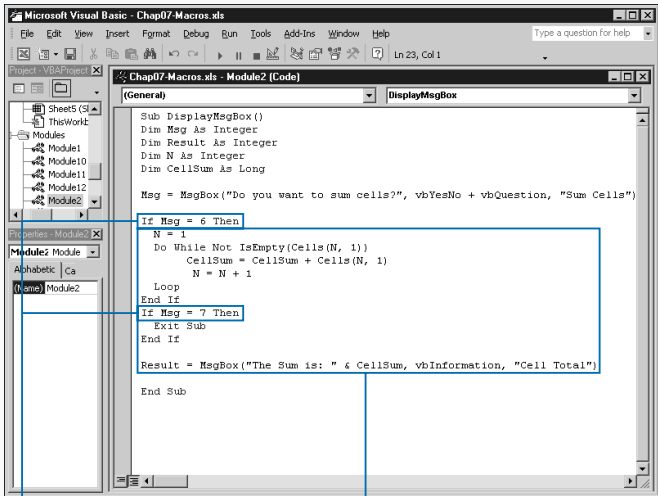 Microsoft Visual Basic - Chap07-Macros.xls
File Edit View Insert Format Debug Run Tools Add-Ins Window Help
Type a question for help
Ln 23, Col 1
Project - VBAProject
Sheet5 (Sl
ThisWorkb
Modules
Module1
Module10
Module11
Module12
Module2
Properties - Module2
Module2 Module
Alphabetic Ca
(Name) Module2
Chap07-Macros.xls - Module2 (Code)
(General) DisplayMsgBox
Sub DisplayMsgBox()
Dim Msg As Integer
Dim Result As Integer
Dim N As Integer
Dim CellSum As Long
Msg = MsgBox("Do you want to sum cells?", vbYesNo + vbQuestion, "Sum Cells")
If Msg = 6 Then
N = 1
Do While Not IsEmpty(Cells(N, 1))
CellSum = CellSum + Cells(N, 1)
N = N + 1
Loop
End If
If Msg = 7 Then
Exit Sub
End If
Result = MsgBox("The Sum is: " & CellSum, vbInformation, "Cell Total")
End Sub